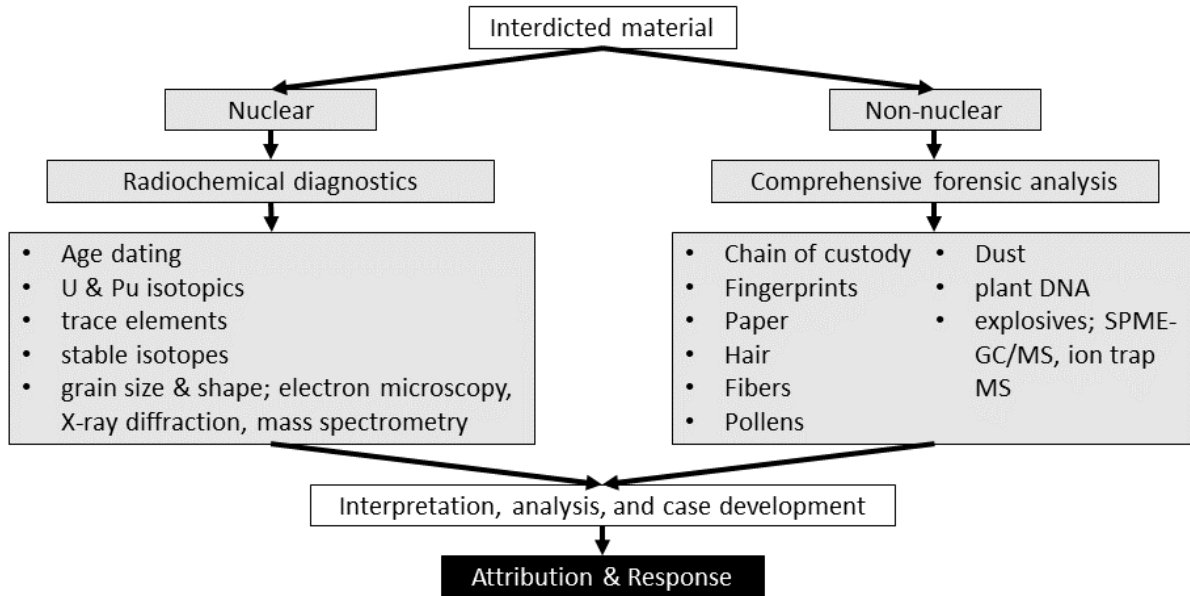 Interdicted material
Nuclear
Non-nuclear
Radiochemical diagnostics
Comprehensive forensic analysis
• Age dating
• U & Pu isotopics
• trace elements
• stable isotopes
• grain size & shape; electron microscopy,
X-ray diffraction, mass spectrometry
• Chain of custody
• Fingerprints
• Paper
• Hair
• Fibers
• Pollens
• Dust
• plant DNA
• explosives; SPME-
GC/MS, ion trap
MS
Interpretation, analysis, and case development
Attribution & Response